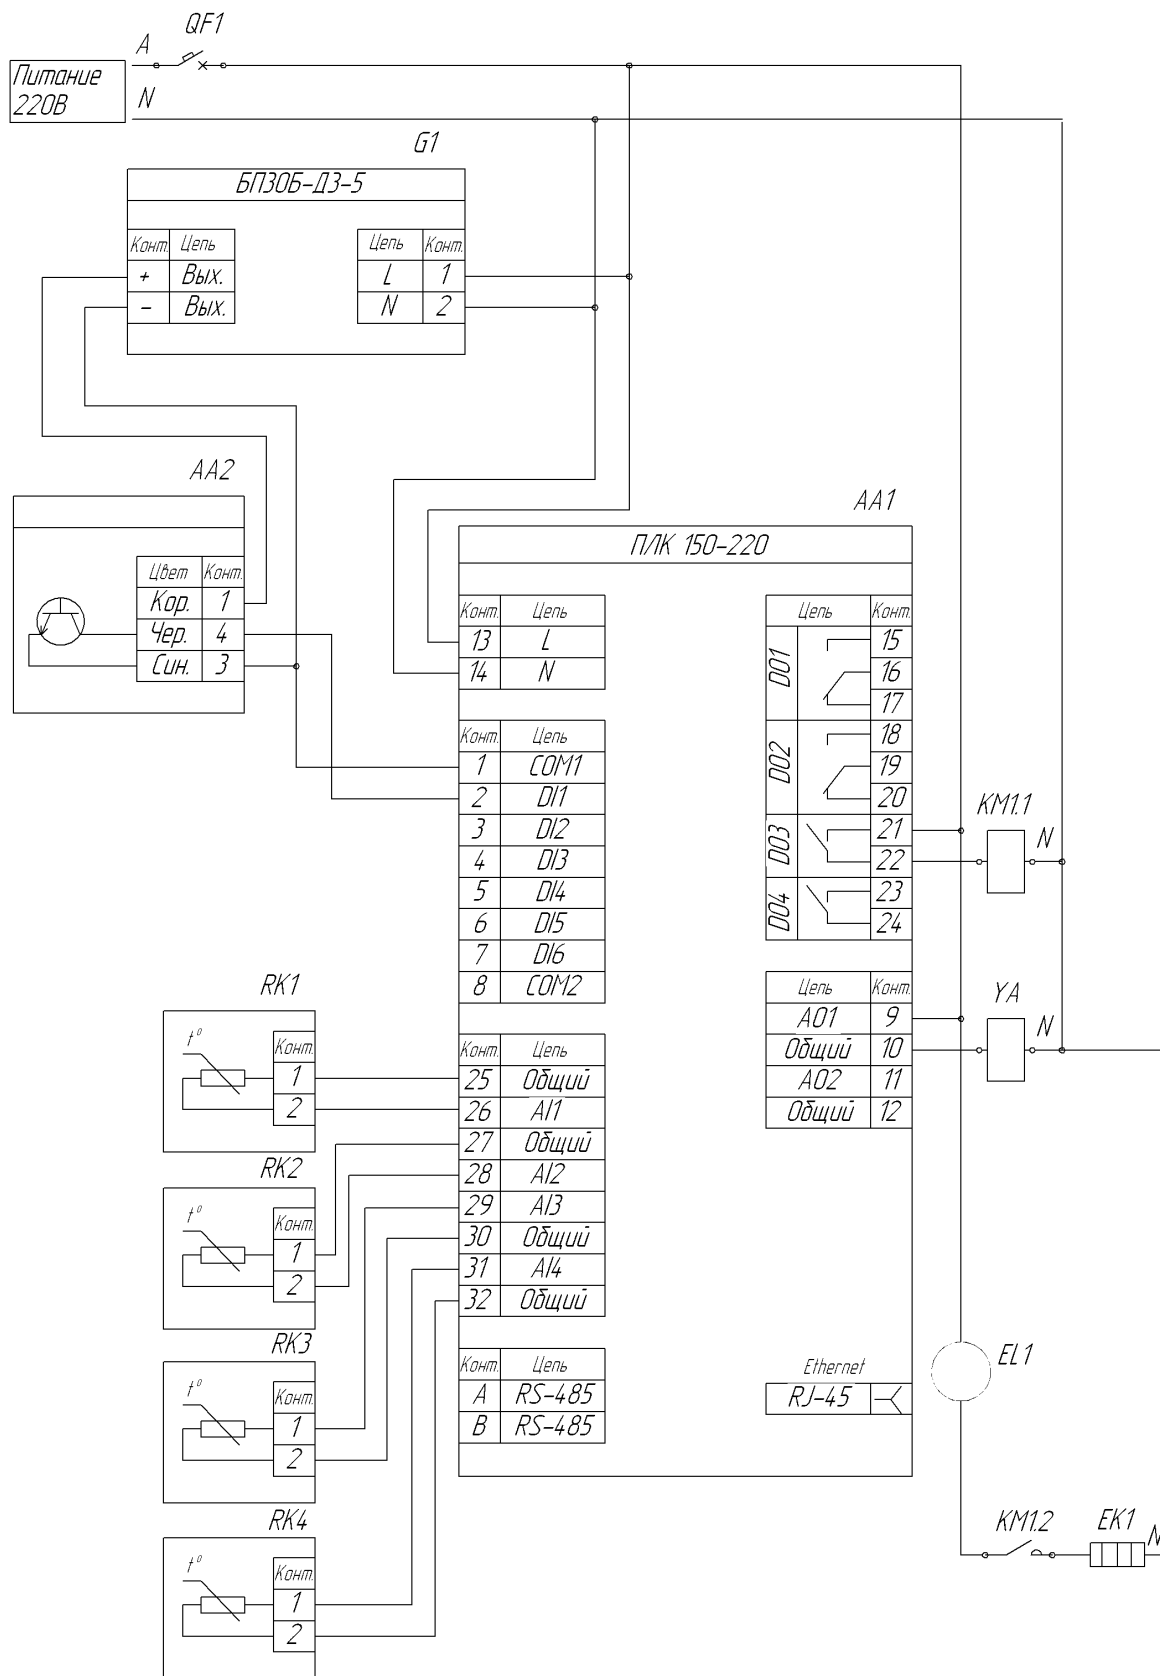 QF1
A
Питание
220В
N
G1
БП30Б-Д3-5
Конт. Цепь
+ Вых.
- Вых.
Цепь Конт.
L 1
N 2
АА2
Цвет Конт.
Кор. 1
Чер. 4
Син. 3
АА1
ПЛК 150-220
Конт. Цепь
13 L
14 N
Конт. Цепь
1 COM1
2 DI1
3 DI2
4 DI3
5 DI4
6 DI5
7 DI6
8 COM2
Конт. Цепь
25 Общий
26 AI1
27 Общий
28 AI2
29 AI3
30 Общий
31 AI4
32 Общий
Конт. Цепь
A RS-485
B RS-485
Цепь Конт.
DO1
15
16
17
DO2
18
19
20
DO3
21
22
DO4
23
24
KM1.1
N
Цепь Конт.
AO1 9
Общий 10
AO2 11
Общий 12
YA
N
Ethernet
RJ-45
EL1
KM1.2
EK1
N
RK1
t°
Конт.
1
2
RK2
t°
Конт.
1
2
RK3
t°
Конт.
1
2
RK4
t°
Конт.
1
2